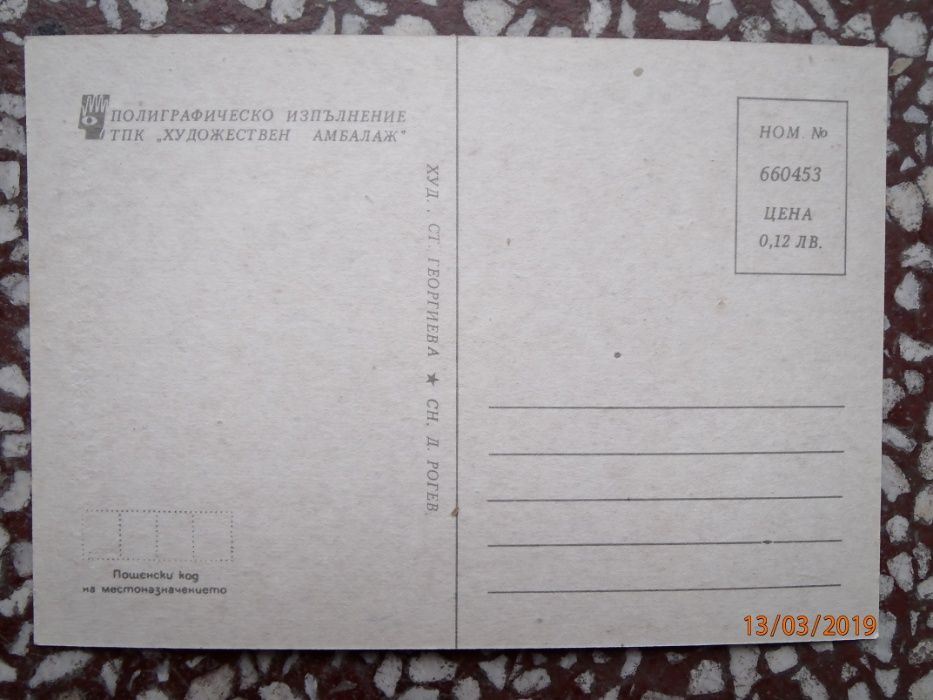 ПОЛИГРАФИЧЕСКО ИЗПЪЛНЕНИЕ
ТПК „ХУДОЖЕСТВЕН АМБАЛАЖ"
ХУД. . СТ. ГЕОРГИЕВА ★ СН. Д. РОГЕВ
НОМ. №
660453
ЦЕНА
0,12 ЛВ.
Пощенски код
на местоназначението
13/03/2019